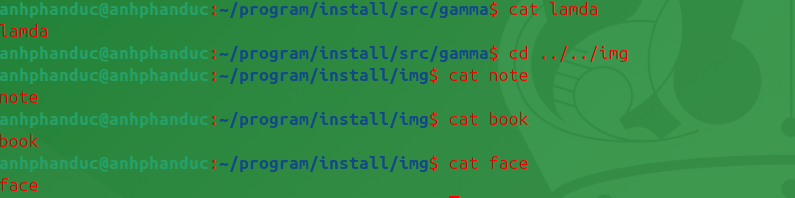 anhphanduc@anhphanduc:~/program/install/src/gamma$ cat lamda
lamda
anhphanduc@anhphanduc:~/program/install/src/gamma$ cd ../../img
anhphanduc@anhphanduc:~/program/install/img$ cat note
note
anhphanduc@anhphanduc:~/program/install/img$ cat book
book
anhphanduc@anhphanduc:~/program/install/img$ cat face
face